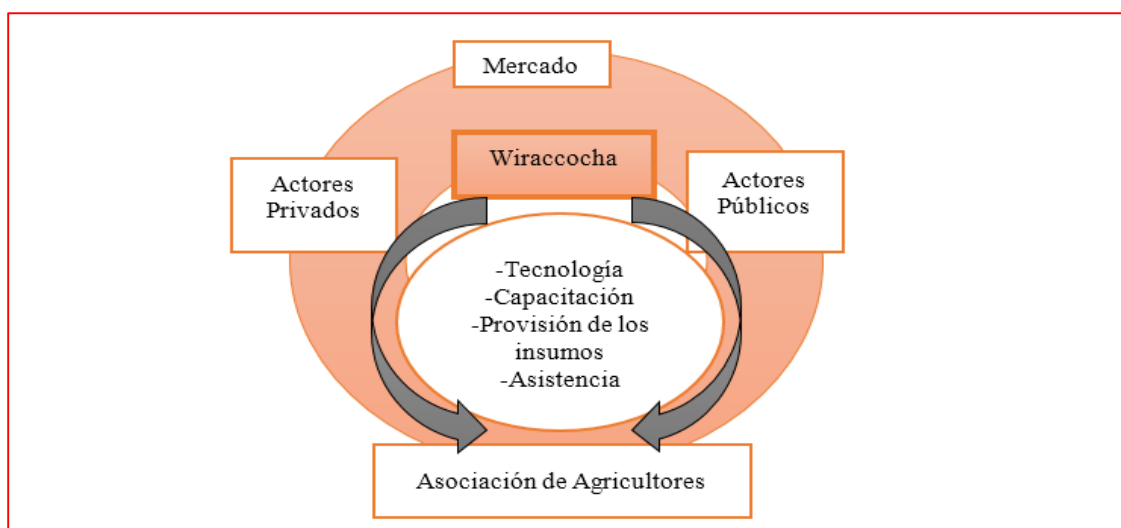 Mercado
Wiraccocha
Actores
Privados
Actores
Públicos
-Tecnología
-Capacitación
-Provisión de los
insumos
-Asistencia
Asociación de Agricultores